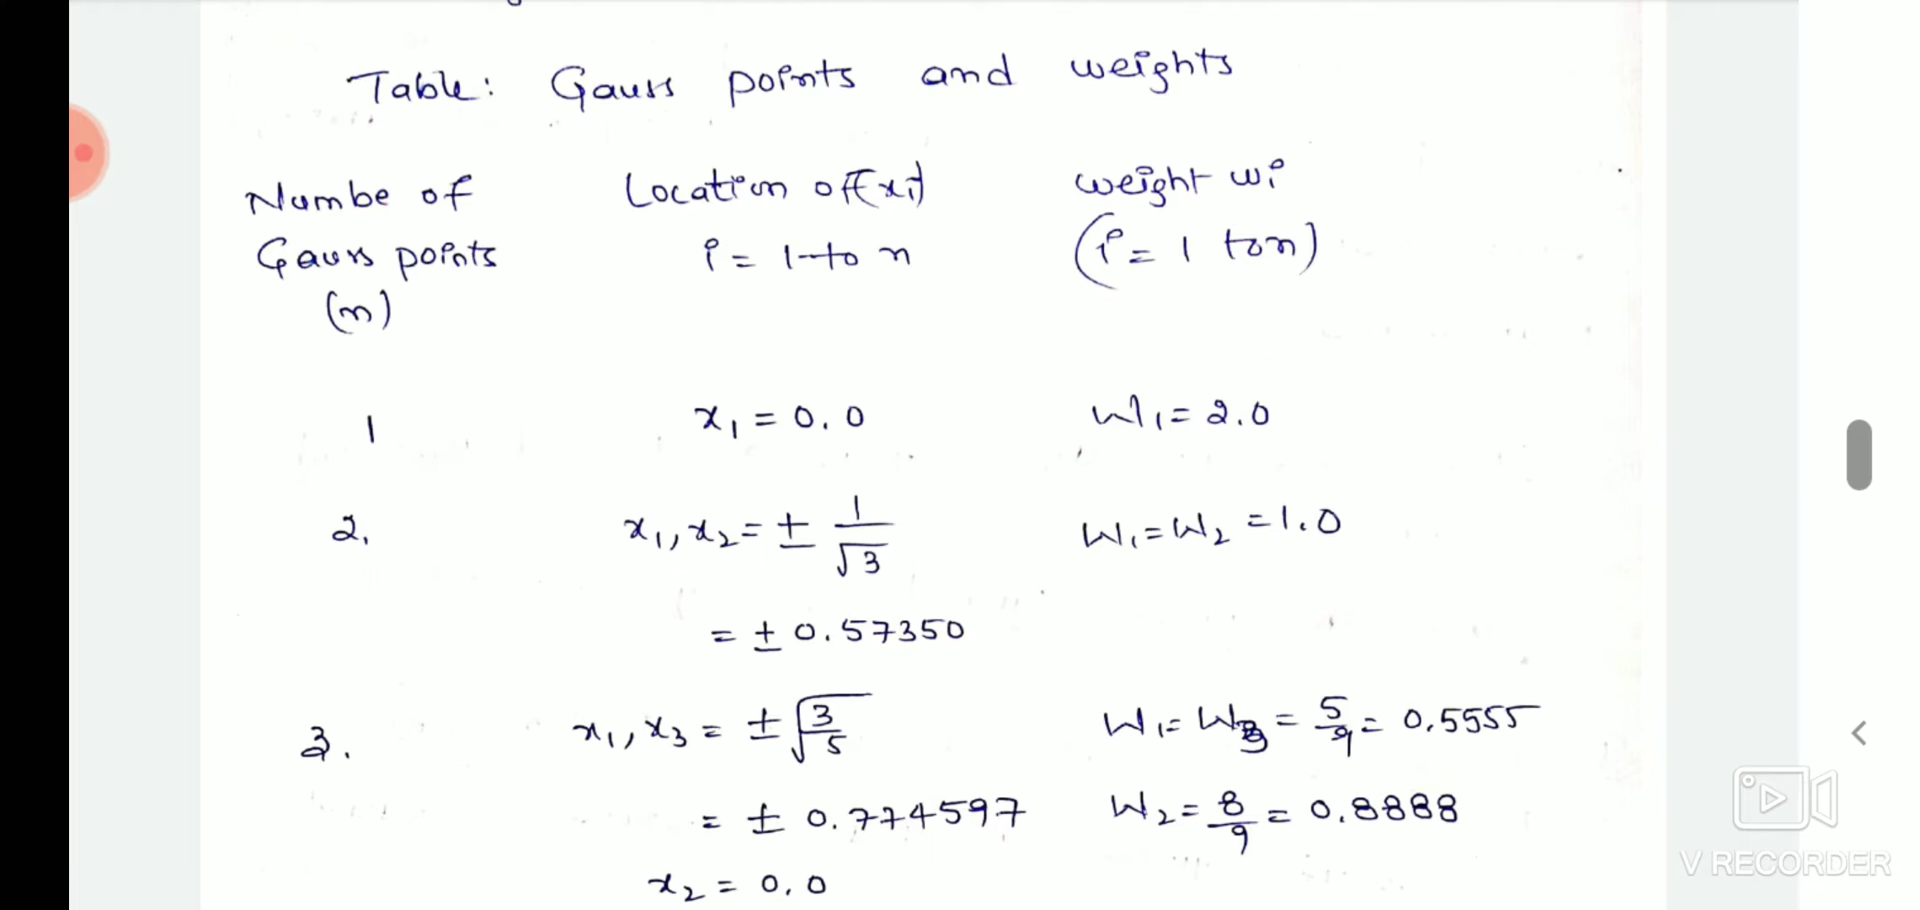 Table: Gauss points and weights
Numbe of Location of (xi) weight wi
Gauss points i = 1 to n (i = 1 to n)
(n)
1 x₁ = 0.0 W₁ = 2.0
2. x₁, x₂ = ± 1/√3 W₁ = W₂ = 1.0
= ± 0.57350
3. x₁, x₃ = ± √(3/5) W₁ = W₃ = 5/9 = 0.5555
= ± 0.774597 W₂ = 8/9 = 0.8888
x₂ = 0.0
V RECORDER